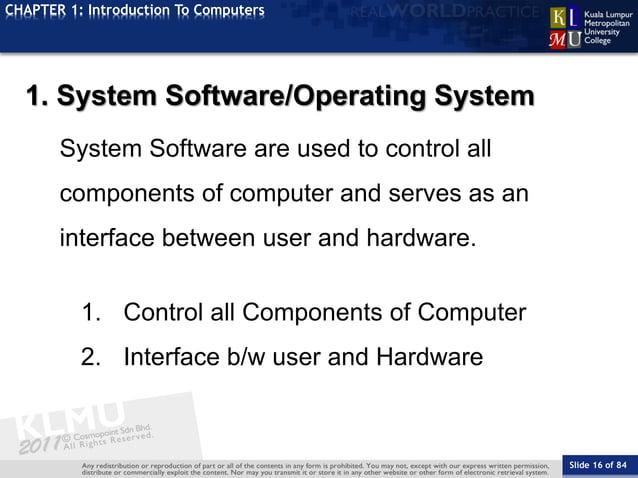 CHAPTER 1: Introduction To Computers
REALWORLDPRACTICE
KLMU
Kuala Lumpur
Metropolitan
University
College
1. System Software/Operating System
System Software are used to control all
components of computer and serves as an
interface between user and hardware.
1. Control all Components of Computer
2. Interface b/w user and Hardware
KLMU
2011© Cosmopoint Sdn Bhd.
All Rights Reserved.
Any redistribution or reproduction of part or all of the contents in any form is prohibited. You may not, except with our express written permission,
distribute or commercially exploit the content. Nor may you transmit it or store it in any other website or other form of electronic retrieval system.
Slide 16 of 84